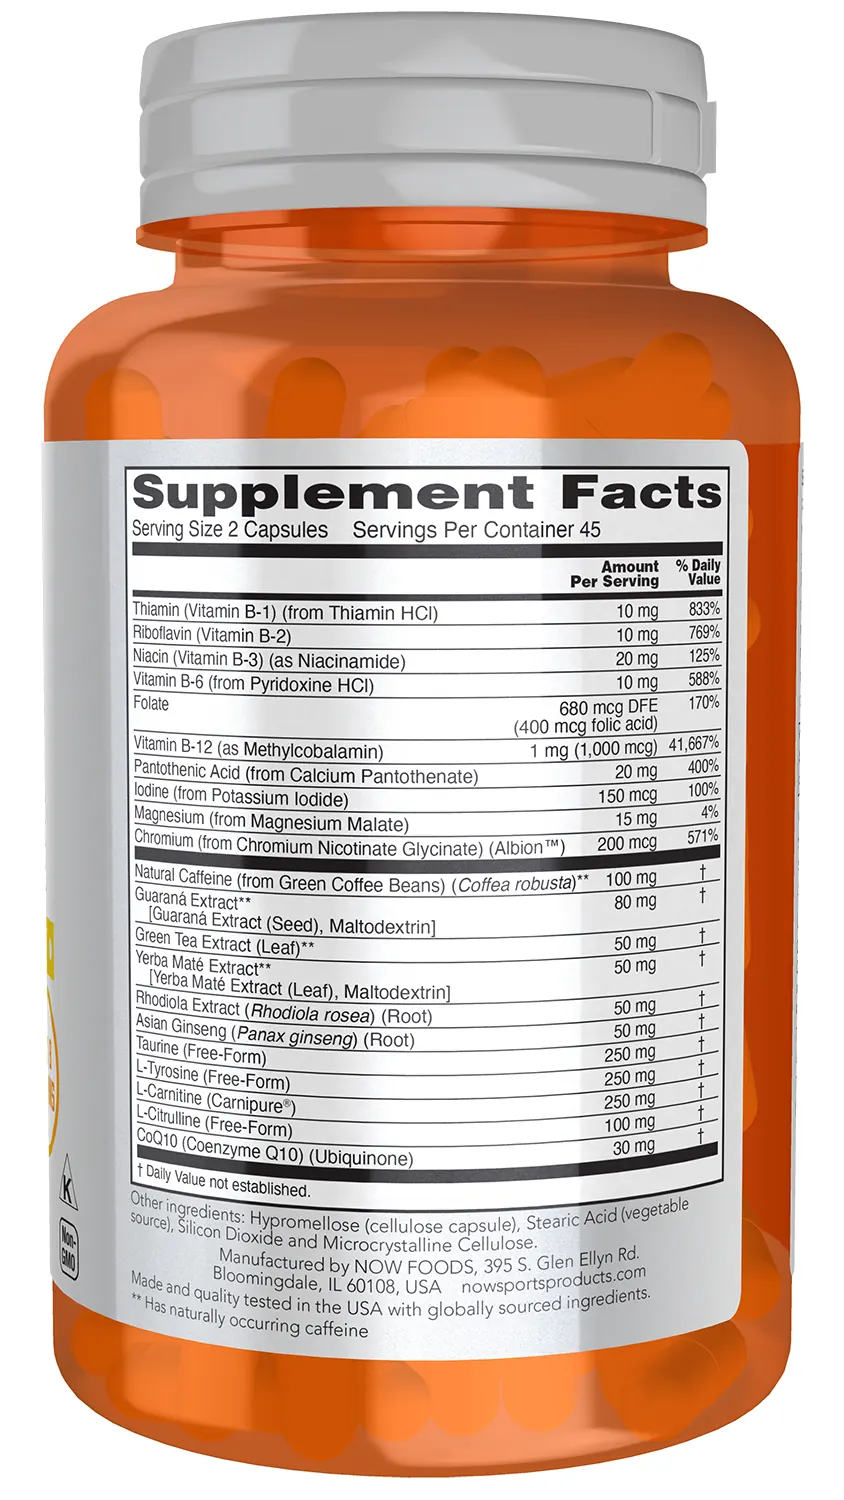 Supplement Facts
Serving Size 2 Capsules Servings Per Container 45
Amount Per Serving % Daily Value
Thiamin (Vitamin B-1) (from Thiamin HCl) 10 mg 833%
Riboflavin (Vitamin B-2) 10 mg 769%
Niacin (Vitamin B-3) (as Niacinamide) 20 mg 125%
Vitamin B-6 (from Pyridoxine HCl) 10 mg 588%
Folate 680 mcg DFE 170%
(400 mcg folic acid)
Vitamin B-12 (as Methylcobalamin) 1 mg (1,000 mcg) 41,667%
Pantothenic Acid (from Calcium Pantothenate) 20 mg 400%
Iodine (from Potassium Iodide) 150 mcg 100%
Magnesium (from Magnesium Malate) 15 mg 4%
Chromium (from Chromium Nicotinate Glycinate) (Albion™) 200 mcg 571%
Natural Caffeine (from Green Coffee Beans) (Coffea robusta)** 100 mg †
Guaraná Extract** 80 mg †
[Guaraná Extract (Seed), Maltodextrin]
Green Tea Extract (Leaf)** 50 mg †
Yerba Maté Extract** 50 mg †
[Yerba Maté Extract (Leaf), Maltodextrin]
Rhodiola Extract (Rhodiola rosea) (Root) 50 mg †
Asian Ginseng (Panax ginseng) (Root) 50 mg †
Taurine (Free-Form) 250 mg †
L-Tyrosine (Free-Form) 250 mg †
L-Carnitine (Carnipure®) 250 mg †
L-Citrulline (Free-Form) 100 mg †
CoQ10 (Coenzyme Q10) (Ubiquinone) 30 mg †
† Daily Value not established.
Other ingredients: Hypromellose (cellulose capsule), Stearic Acid (vegetable
source), Silicon Dioxide and Microcrystalline Cellulose.
Manufactured by NOW FOODS, 395 S. Glen Ellyn Rd.
Bloomingdale, IL 60108, USA nowsportsproducts.com
Made and quality tested in the USA with globally sourced ingredients.
** Has naturally occurring caffeine
K
Non-
GMO